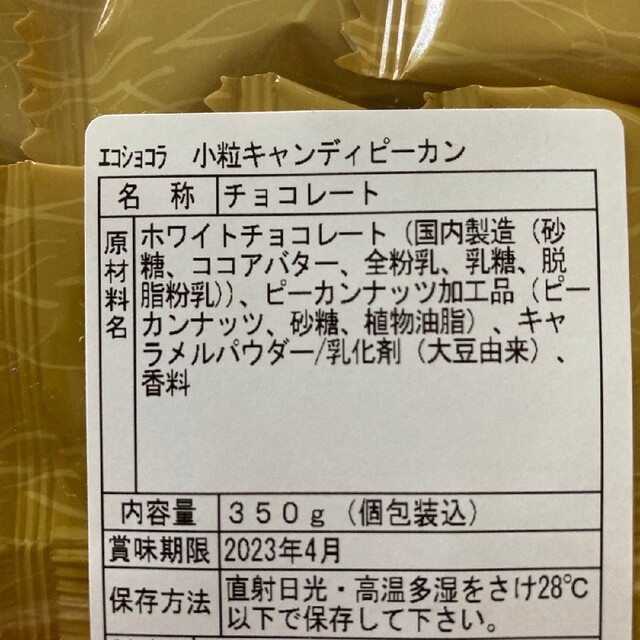 ｴｺｼｮｺﾗ 小粒キャンディピーカン
名 称 チョコレート
原材料名
ホワイトチョコレート（国内製造（砂
糖、ココアバター、全粉乳、乳糖、脱
脂粉乳））、ピーカンナッツ加工品（ピー
カンナッツ、砂糖、植物油脂）、キャ
ラメルパウダー/乳化剤（大豆由来）、
香料
内容量 ３５０ｇ（個包装込）
賞味期限 2023年4月
保存方法 直射日光・高温多湿をさけ28℃
以下で保存して下さい。